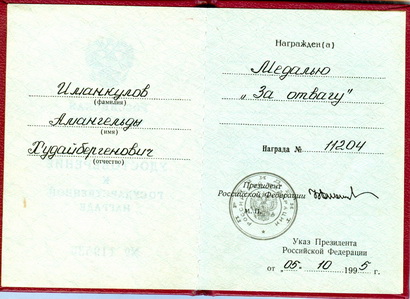 Иманкулов
(фамилия)
Амангельды
(имя)
Худайбергенович
(отчество)
Награжден(а)
Медалью
„За отвагу"
Награда № 11204
Президент
Российской Федерации
М. П.
Указ Президента
Российской Федерации
от „05" 10 1995 г.